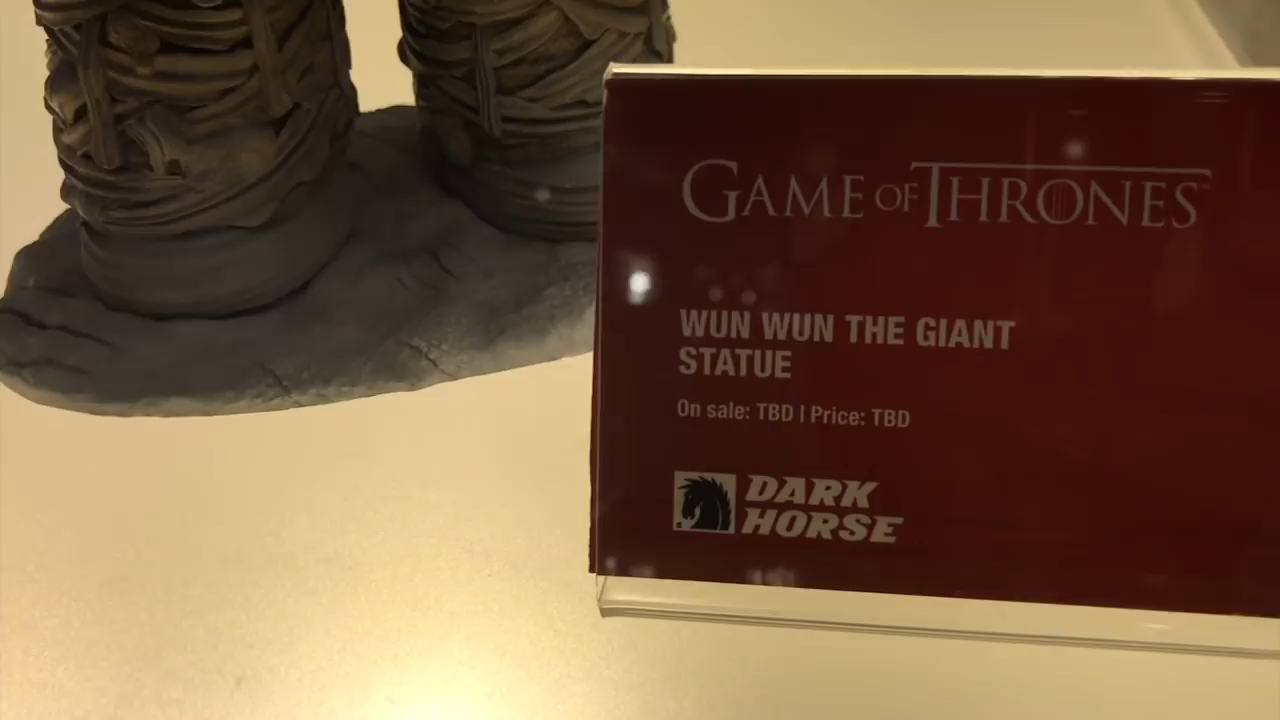 GAME OF THRONES
WUN WUN THE GIANT
STATUE
On sale: TBD | Price: TBD
DARK
HORSE